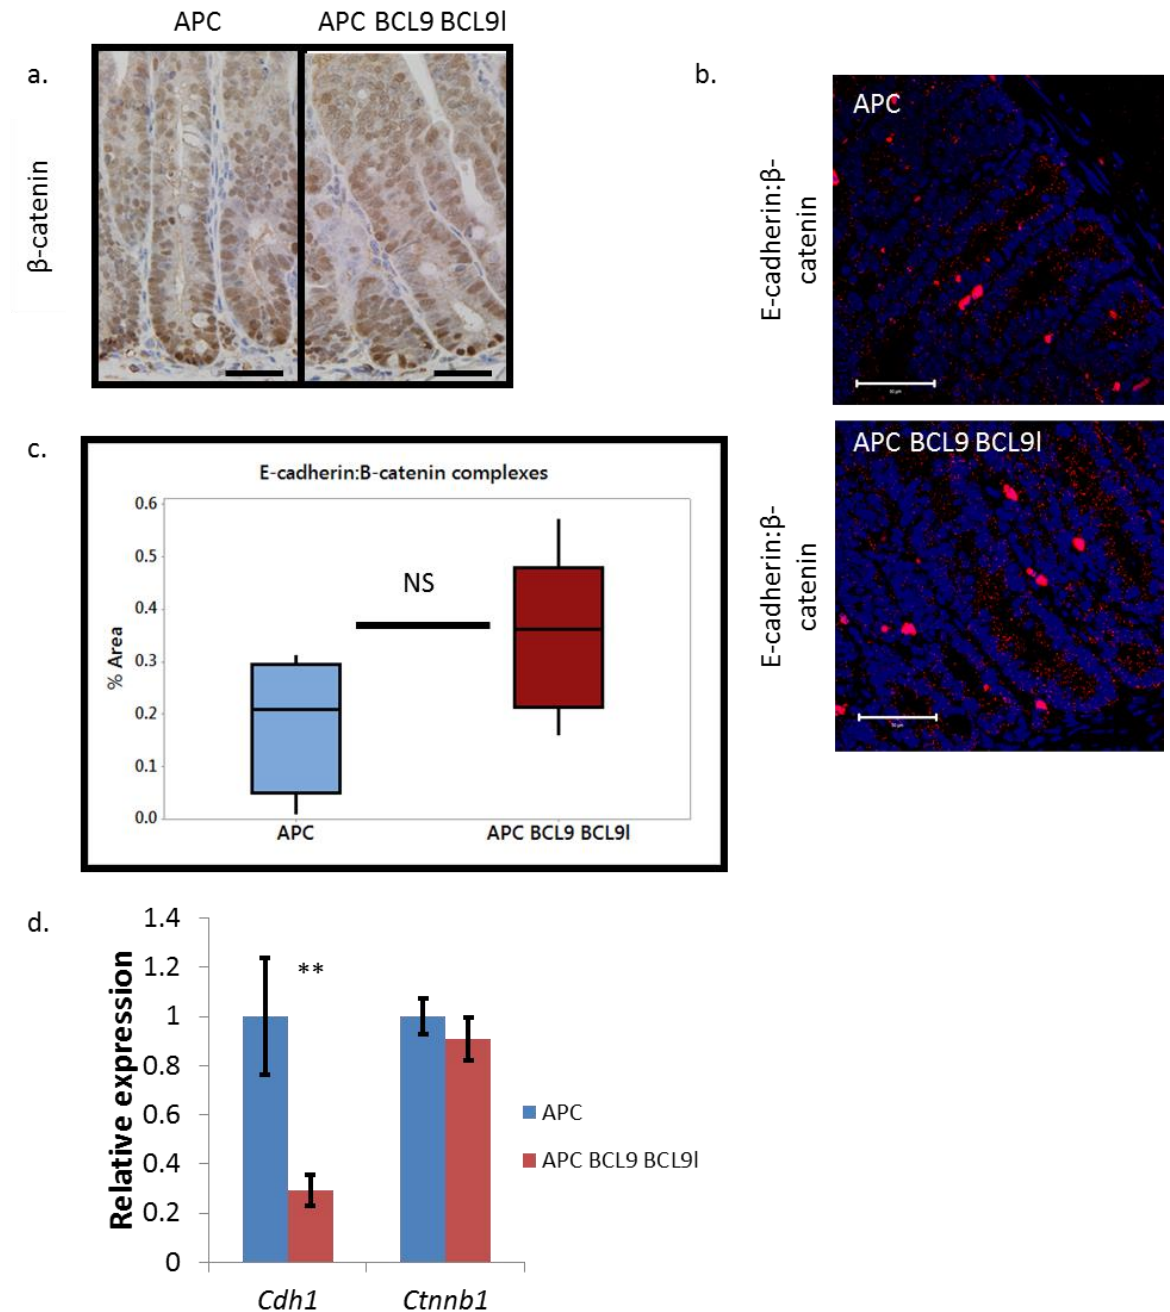 APC
APC BCL9 BCL9l
a.
β-catenin
b.
APC
E-cadherin:β-
catenin
APC BCL9 BCL9l
E-cadherin:β-
catenin
c.
E-cadherin:B-catenin complexes
% Area
0.6
0.5
0.4
0.3
0.2
0.1
0.0
NS
APC
APC BCL9 BCL9l
d.
Relative expression
1.4
1.2
1
0.8
0.6
0.4
0.2
0
**
APC
APC BCL9 BCL9l
Cdh1
Ctnnb1